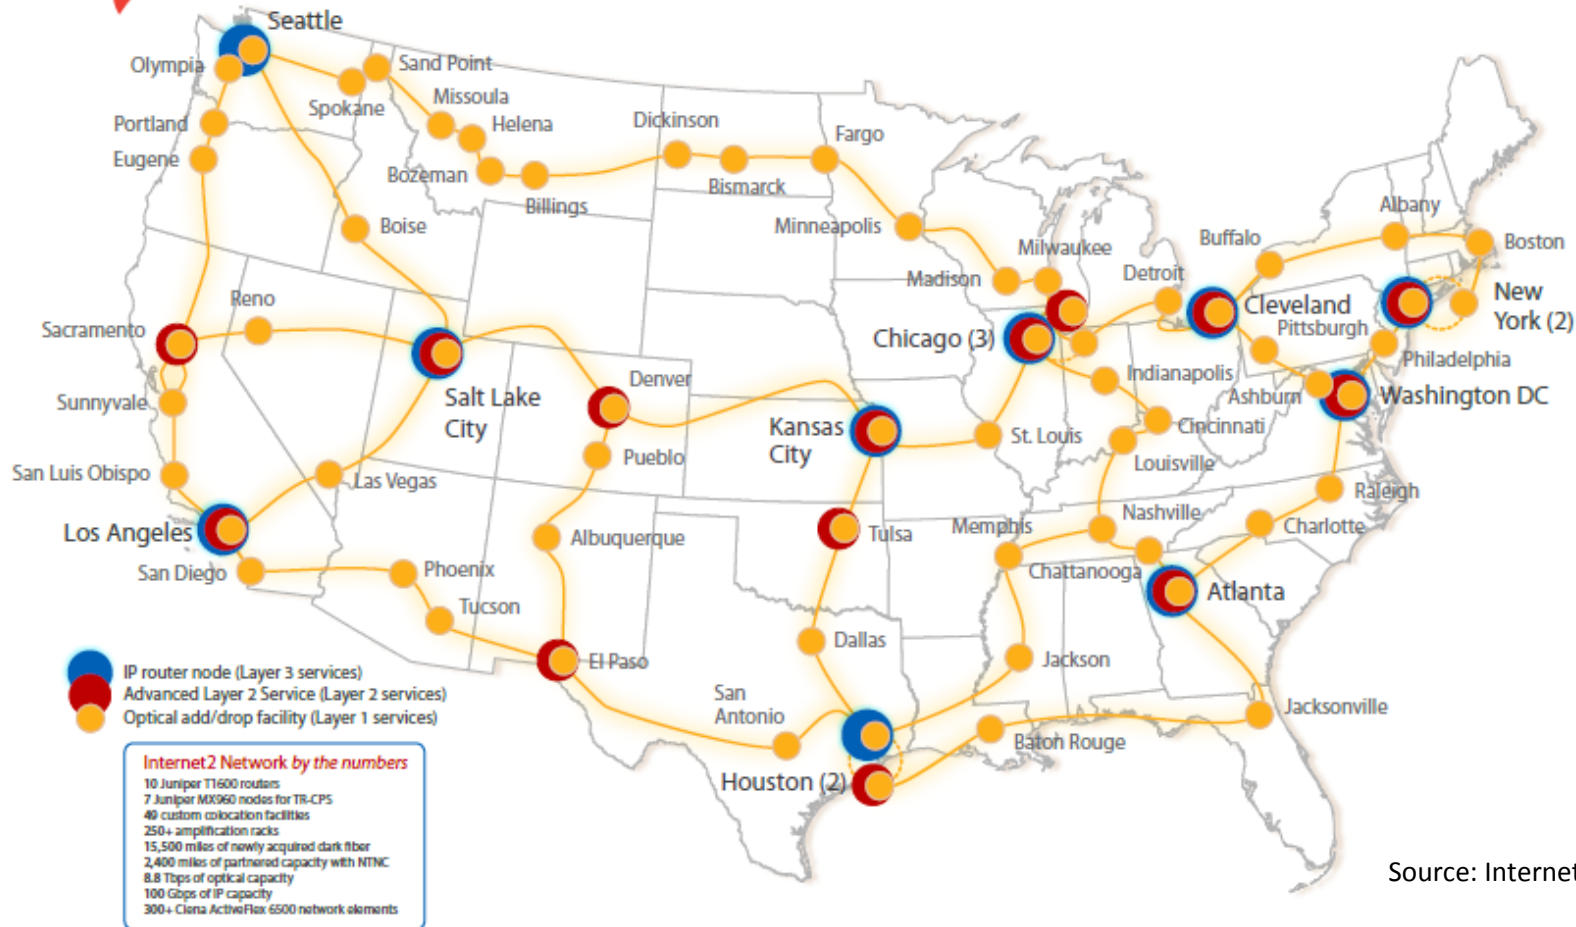 Seattle
Olympia
Sand Point
Spokane
Missoula
Portland
Helena
Dickinson
Fargo
Eugene
Bozeman
Bismarck
Billings
Albany
Boise
Minneapolis
Buffalo
Boston
Milwaukee
Madison
Detroit
Reno
New
York (2)
Cleveland
Sacramento
Chicago (3)
Pittsburgh
Philadelphia
Denver
Indianapolis
Salt Lake
City
Sunnyvale
Ashburn
Washington DC
Kansas
City
St. Louis
Cincinnati
Pueblo
Louisville
San Luis Obispo
Las Vegas
Raleigh
Los Angeles
Albuquerque
Tulsa
Memphis
Nashville
Charlotte
San Diego
Phoenix
Chattanooga
Tucson
Atlanta
Dallas
El Paso
Jackson
IP router node (Layer 3 services)
Advanced Layer 2 Service (Layer 2 services)
Optical add/drop facility (Layer 1 services)
San
Antonio
Jacksonville
Baton Rouge
Houston (2)
Internet2 Network by the numbers
10 Juniper T1600 routers
7 Juniper MX960 nodes for TR-CPS
49 custom colocation facilities
250+ amplification racks
15,500 miles of newly acquired dark fiber
2,400 miles of partnered capacity with NTNC
8.8 Tbps of optical capacity
100 Gbps of IP capacity
300+ Ciena ActiveFlex 6500 network elements
Source: Internet